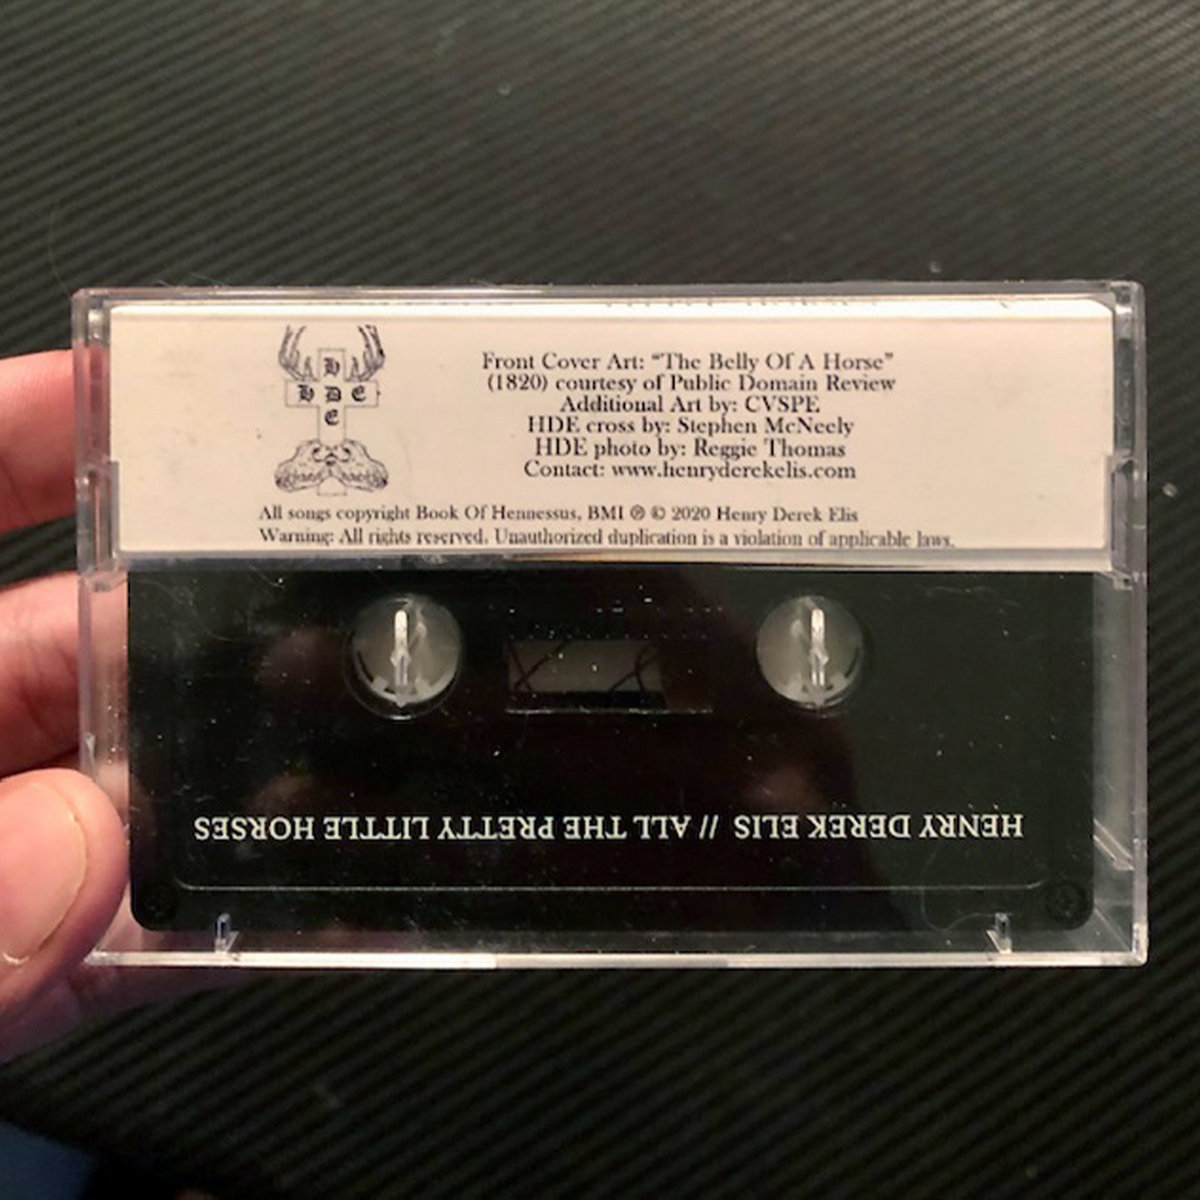 H
H D E
E
Front Cover Art: “The Belly Of A Horse”
(1820) courtesy of Public Domain Review
Additional Art by: CVSPE
HDE cross by: Stephen McNeely
HDE photo by: Reggie Thomas
Contact: www.henryderekelis.com
All songs copyright Book Of Hennessus, BMI ℗ © 2020 Henry Derek Elis
Warning: All rights reserved. Unauthorized duplication is a violation of applicable laws.
HENRY DEREK ELIS // ALL THE PRETTY LITTLE HORSES